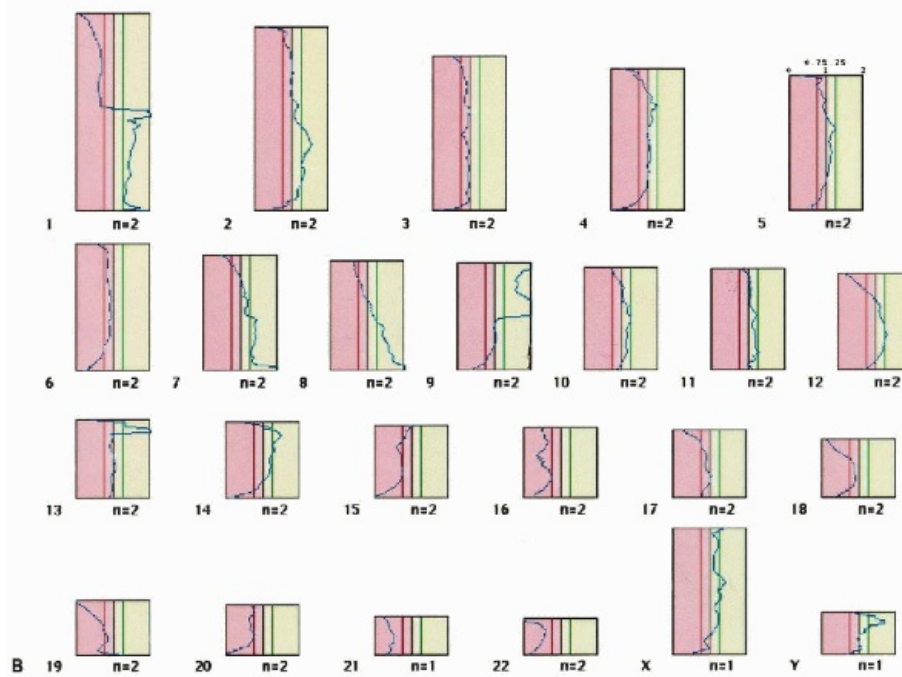 0.75.25
0 1 2
1 n=2 2 n=2 3 n=2 4 n=2 5 n=2
6 n=2 7 n=2 8 n=2 9 n=2 10 n=2 11 n=2 12 n=2
13 n=2 14 n=2 15 n=2 16 n=2 17 n=2 18 n=2
B 19 n=2 20 n=2 21 n=1 22 n=2 X n=1 Y n=1